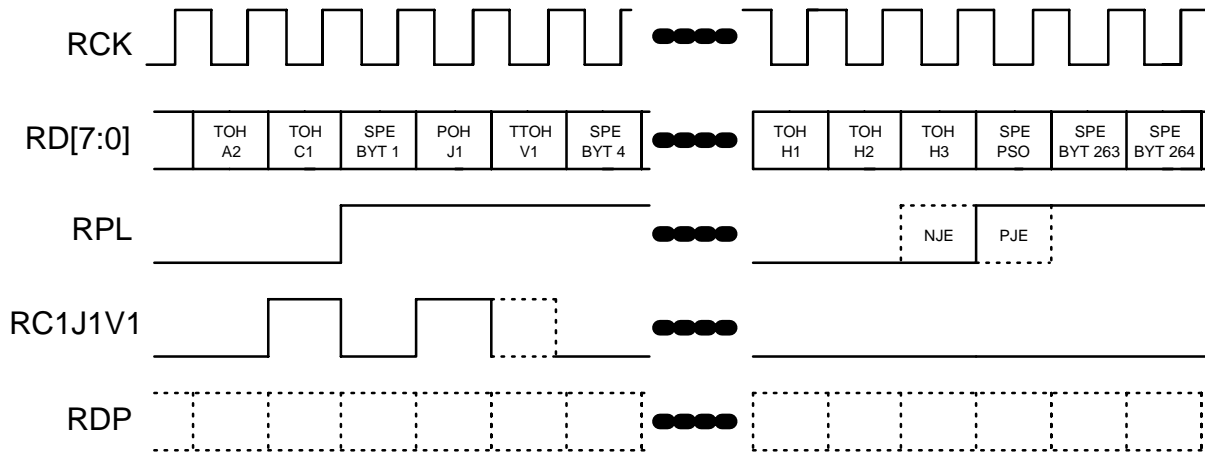 RCK
RD[7:0]
TOH
A2
TOH
C1
SPE
BYT 1
POH
J1
TTOH
V1
SPE
BYT 4
TOH
H1
TOH
H2
TOH
H3
SPE
PSO
SPE
BYT 263
SPE
BYT 264
RPL
NJE
PJE
RC1J1V1
RDP